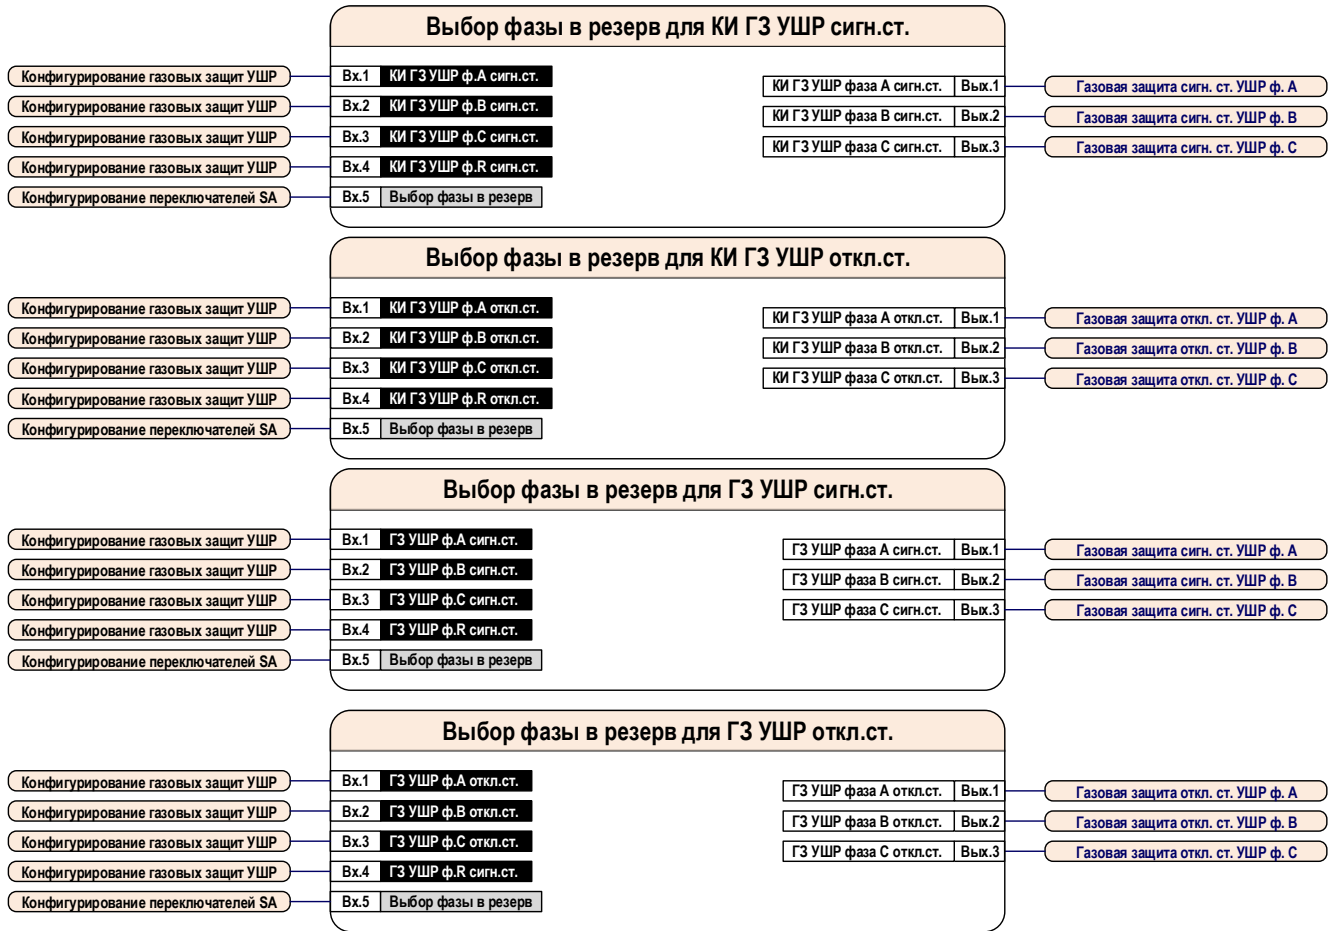 Выбор фазы в резерв для КИ ГЗ УШР сигн.ст.
Конфигурирование газовых защит УШР Вх.1 КИ ГЗ УШР ф.А сигн.ст. КИ ГЗ УШР фаза А сигн.ст. Вых.1 Газовая защита сигн. ст. УШР ф. А
Конфигурирование газовых защит УШР Вх.2 КИ ГЗ УШР ф.В сигн.ст. КИ ГЗ УШР фаза В сигн.ст. Вых.2 Газовая защита сигн. ст. УШР ф. В
Конфигурирование газовых защит УШР Вх.3 КИ ГЗ УШР ф.С сигн.ст. КИ ГЗ УШР фаза С сигн.ст. Вых.3 Газовая защита сигн. ст. УШР ф. С
Конфигурирование газовых защит УШР Вх.4 КИ ГЗ УШР ф.R сигн.ст.
Конфигурирование переключателей SA Вх.5 Выбор фазы в резерв
Выбор фазы в резерв для КИ ГЗ УШР откл.ст.
Конфигурирование газовых защит УШР Вх.1 КИ ГЗ УШР ф.А откл.ст. КИ ГЗ УШР фаза А откл.ст. Вых.1 Газовая защита откл. ст. УШР ф. А
Конфигурирование газовых защит УШР Вх.2 КИ ГЗ УШР ф.В откл.ст. КИ ГЗ УШР фаза В откл.ст. Вых.2 Газовая защита откл. ст. УШР ф. В
Конфигурирование газовых защит УШР Вх.3 КИ ГЗ УШР ф.С откл.ст. КИ ГЗ УШР фаза С откл.ст. Вых.3 Газовая защита откл. ст. УШР ф. С
Конфигурирование газовых защит УШР Вх.4 КИ ГЗ УШР ф.R откл.ст.
Конфигурирование переключателей SA Вх.5 Выбор фазы в резерв
Выбор фазы в резерв для ГЗ УШР сигн.ст.
Конфигурирование газовых защит УШР Вх.1 ГЗ УШР ф.А сигн.ст. ГЗ УШР фаза А сигн.ст. Вых.1 Газовая защита сигн. ст. УШР ф. А
Конфигурирование газовых защит УШР Вх.2 ГЗ УШР ф.В сигн.ст. ГЗ УШР фаза В сигн.ст. Вых.2 Газовая защита сигн. ст. УШР ф. В
Конфигурирование газовых защит УШР Вх.3 ГЗ УШР ф.С сигн.ст. ГЗ УШР фаза С сигн.ст. Вых.3 Газовая защита сигн. ст. УШР ф. С
Конфигурирование газовых защит УШР Вх.4 ГЗ УШР ф.R сигн.ст.
Конфигурирование переключателей SA Вх.5 Выбор фазы в резерв
Выбор фазы в резерв для ГЗ УШР откл.ст.
Конфигурирование газовых защит УШР Вх.1 ГЗ УШР ф.А откл.ст. ГЗ УШР фаза А откл.ст. Вых.1 Газовая защита откл. ст. УШР ф. А
Конфигурирование газовых защит УШР Вх.2 ГЗ УШР ф.В откл.ст. ГЗ УШР фаза В откл.ст. Вых.2 Газовая защита откл. ст. УШР ф. В
Конфигурирование газовых защит УШР Вх.3 ГЗ УШР ф.С откл.ст. ГЗ УШР фаза С откл.ст. Вых.3 Газовая защита откл. ст. УШР ф. С
Конфигурирование газовых защит УШР Вх.4 ГЗ УШР ф.R сигн.ст.
Конфигурирование переключателей SA Вх.5 Выбор фазы в резерв